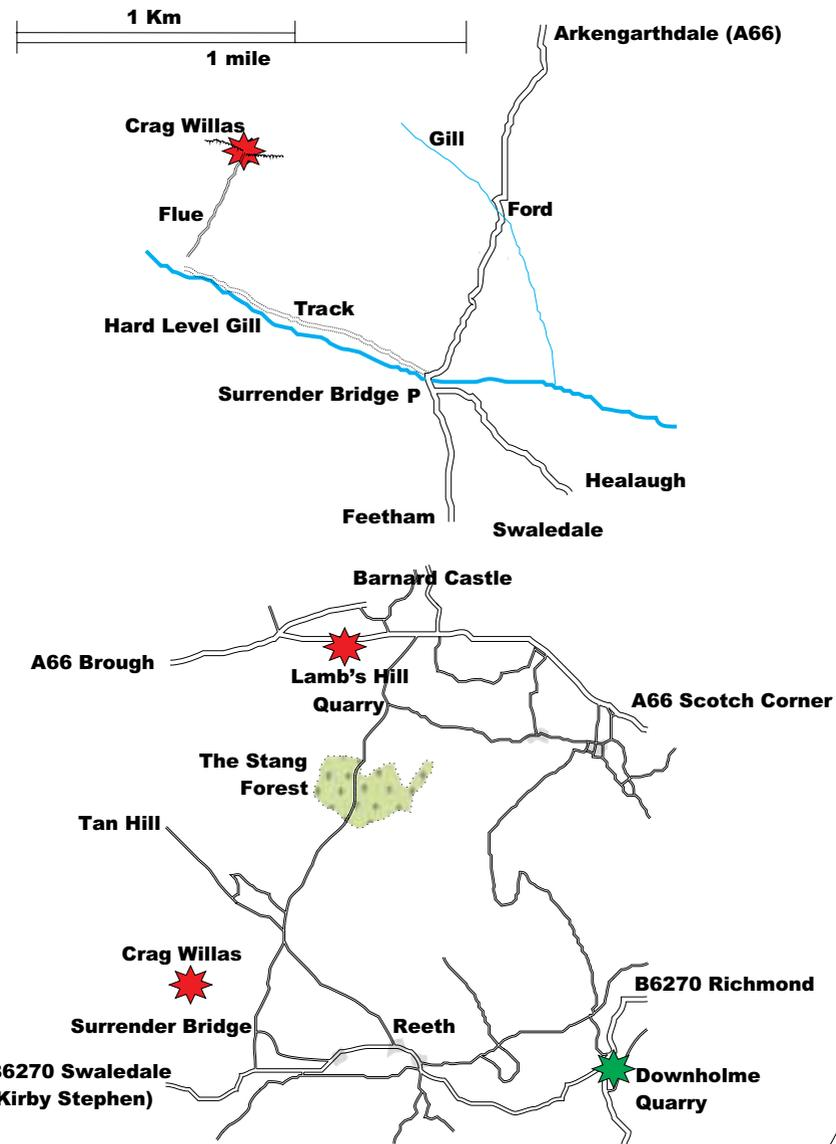 1 Km
1 mile
Arkengarthdale (A66)
Crag Willas
Gill
Flue
Ford
Track
Hard Level Gill
Surrender Bridge P
Healaugh
Feetham
Swaledale
Barnard Castle
A66 Brough
Lamb's Hill
Quarry
A66 Scotch Corner
The Stang
Forest
Tan Hill
Crag Willas
B6270 Richmond
Surrender Bridge
Reeth
B6270 Swaledale
(Kirby Stephen)
Downholme
Quarry